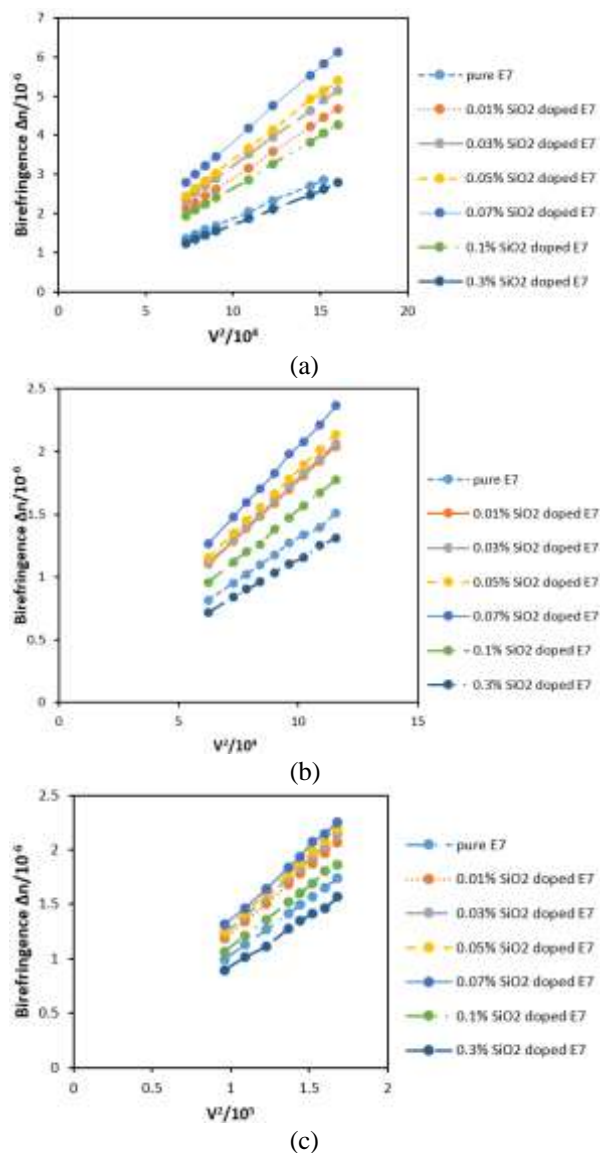 Birefringence Δn/10⁻⁶
7
6
5
4
3
2
1
0
0 5 10 15 20
V²/10⁴
pure E7
0.01% SiO2 doped E7
0.03% SiO2 doped E7
0.05% SiO2 doped E7
0.07% SiO2 doped E7
0.1% SiO2 doped E7
0.3% SiO2 doped E7
(a)
Birefringence Δn/10⁻⁶
2.5
2
1.5
1
0.5
0
0 5 10 15
V²/10⁴
pure E7
0.01% SiO2 doped E7
0.03% SiO2 doped E7
0.05% SiO2 doped E7
0.07% SiO2 doped E7
0.1% SiO2 doped E7
0.3% SiO2 doped E7
(b)
Birefringence Δn/10⁻⁶
2.5
2
1.5
1
0.5
0
0 0.5 1 1.5 2
V²/10⁵
pure E7
0.01% SiO2 doped E7
0.03% SiO2 doped E7
0.05% SiO2 doped E7
0.07% SiO2 doped E7
0.1% SiO2 doped E7
0.3% SiO2 doped E7
(c)